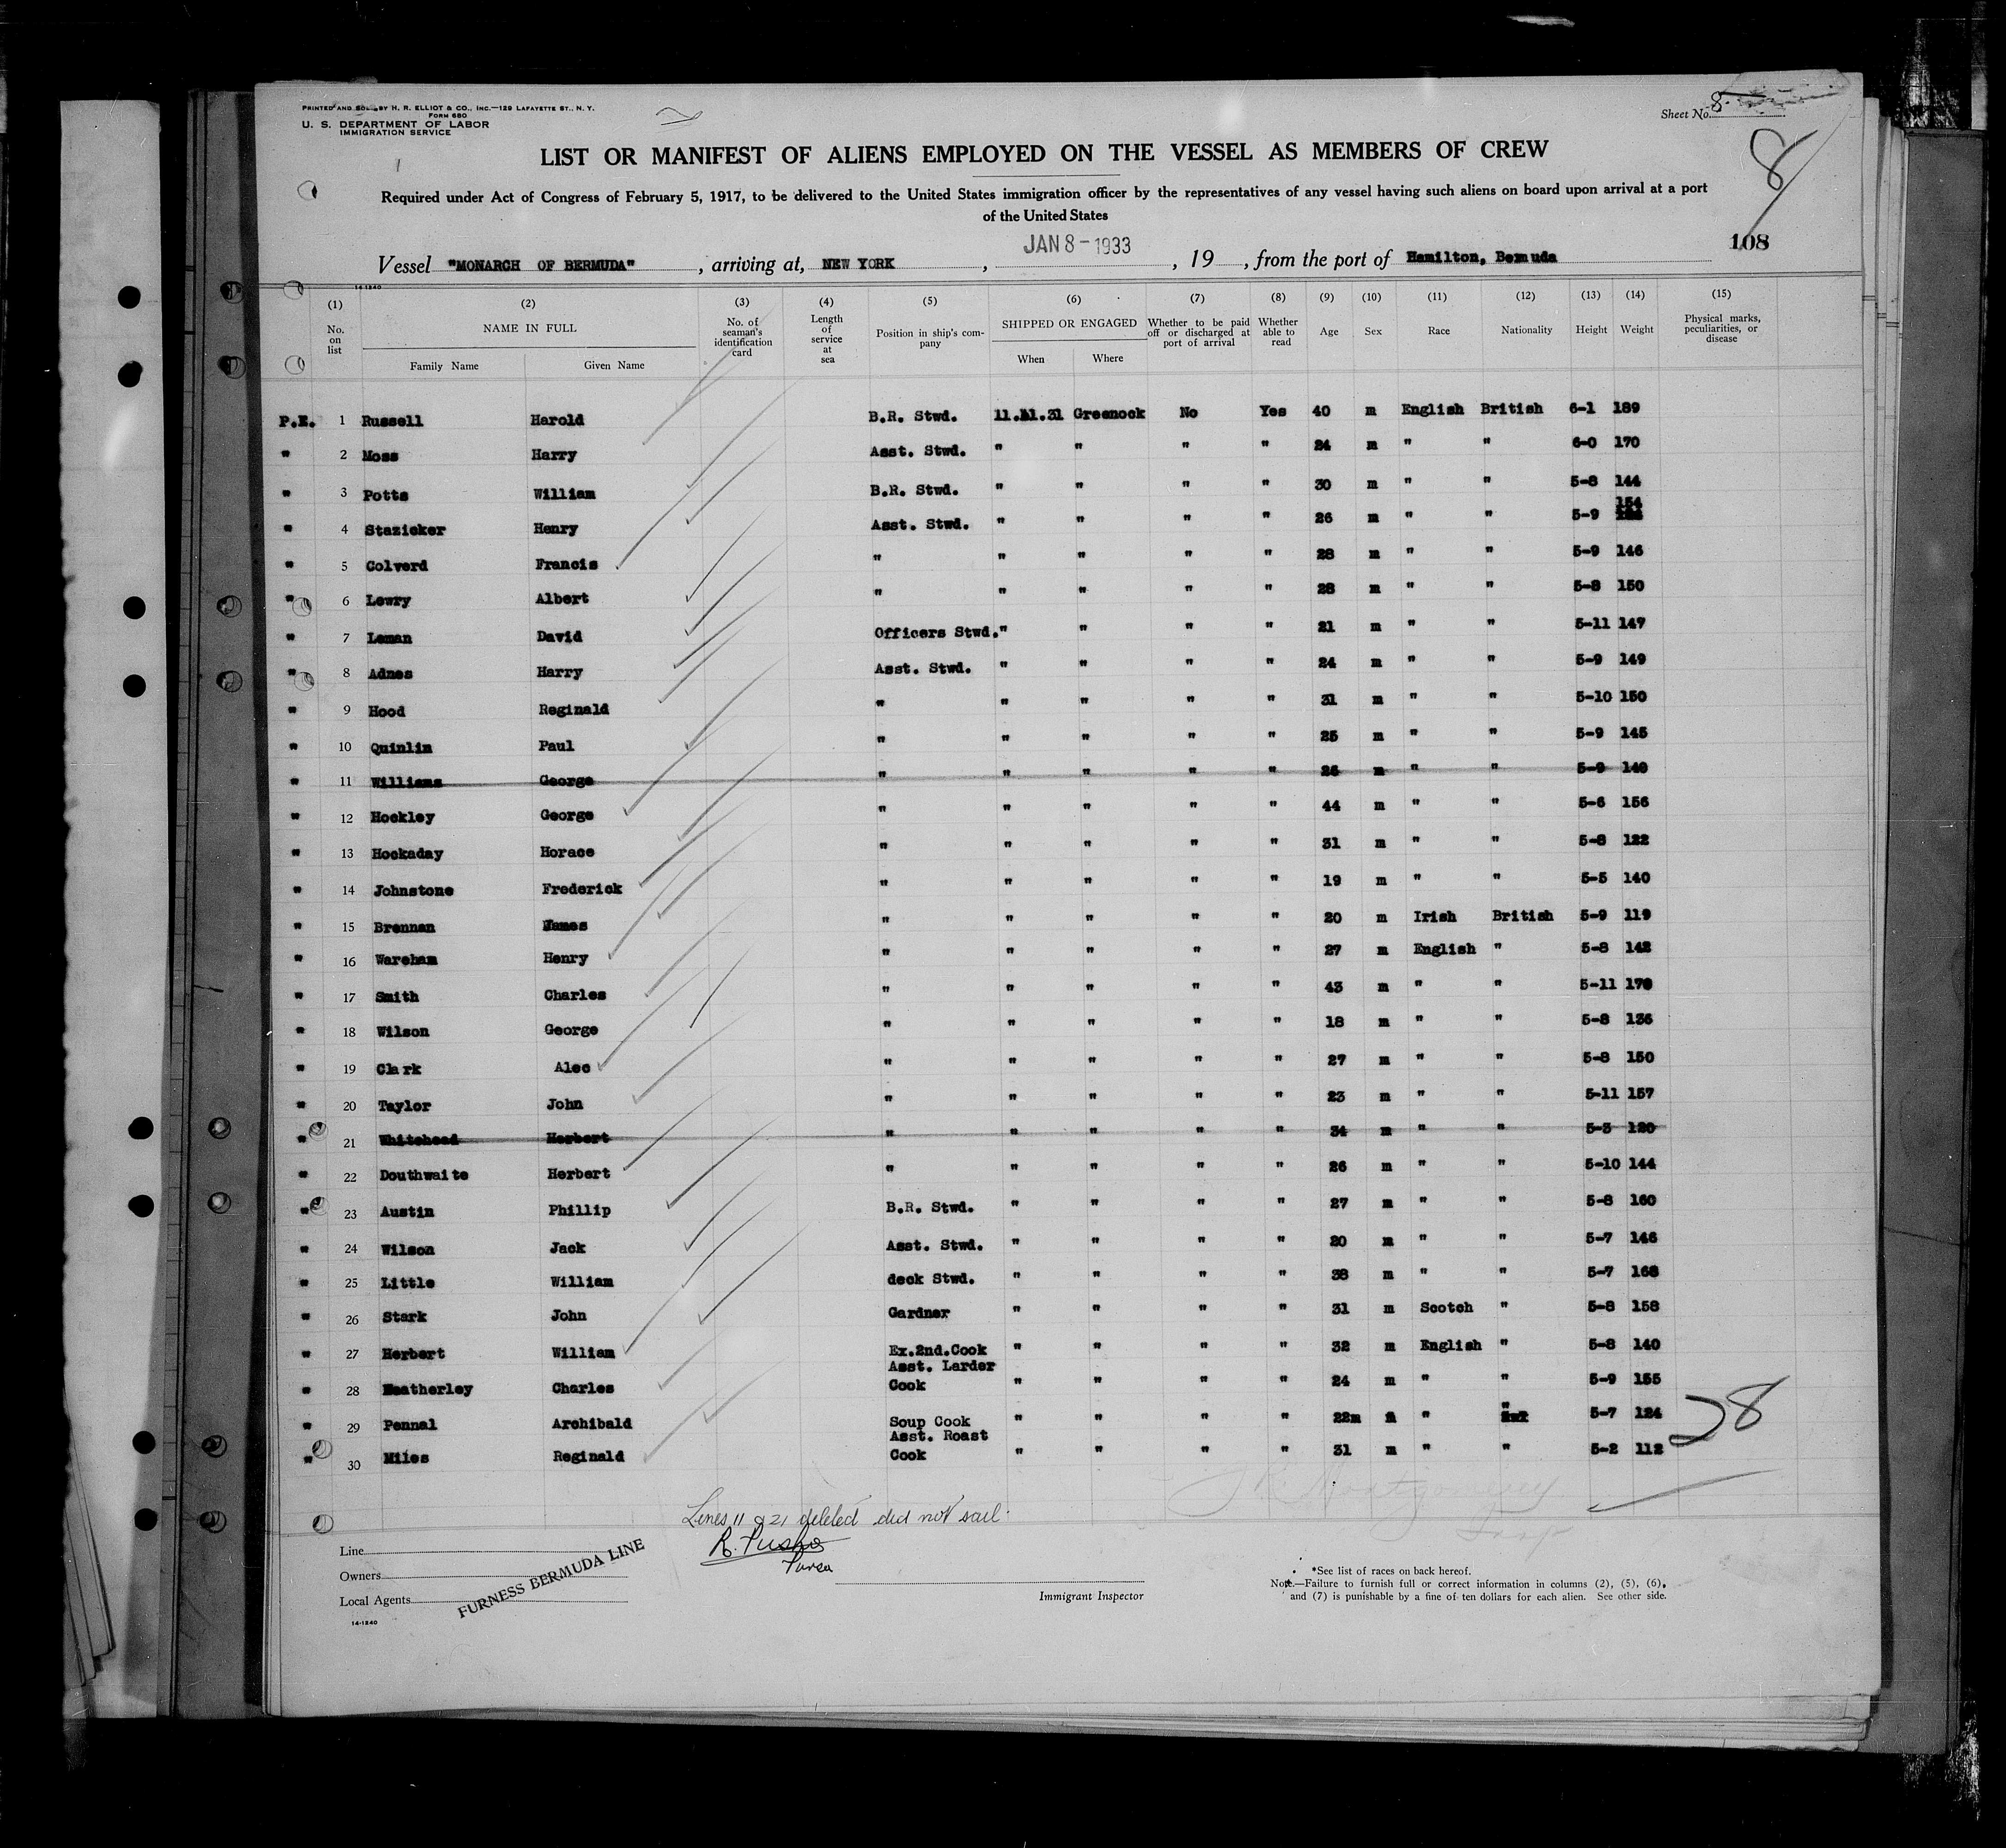 PRINTED AND SOLD BY H. R. ELLIOT & CO., INC.—129 LAFAYETTE ST., N. Y.
FORM 680
U. S. DEPARTMENT OF LABOR
IMMIGRATION SERVICE
Sheet No. 8
8
LIST OR MANIFEST OF ALIENS EMPLOYED ON THE VESSEL AS MEMBERS OF CREW
Required under Act of Congress of February 5, 1917, to be delivered to the United States immigration officer by the representatives of any vessel having such aliens on board upon arrival at a port
of the United States
108
Vessel "MONARCH OF BERMUDA", arriving at, NEW YORK, JAN 8 - 1933, 19, from the port of Hamilton, Bemuda
14-1240
(1) (2) (3) (4) (5) (6) (7) (8) (9) (10) (11) (12) (13) (14) (15)
No. on list NAME IN FULL No. of seaman's identification card Length of service at sea Position in ship's company SHIPPED OR ENGAGED Whether to be paid off or discharged at port of arrival Whether able to read Age Sex Race Nationality Height Weight Physical marks, peculiarities, or disease
Family Name Given Name When Where
P.E. 1 Russell Harold B.R. Stwd. 11.11.31 Greenock No Yes 40 m English British 6-1 189
" 2 Moss Harry Asst. Stwd. " " " " 24 m " " 6-0 170
" 3 Potts William B.R. Stwd. " " " " 30 m " " 5-8 144
" 4 Stazicker Henry Asst. Stwd. " " " " 26 m " " 5-9 154
" 5 Colverd Francis " " " " " 28 m " " 5-9 146
" 6 Lowry Albert " " " " " 28 m " " 5-8 150
" 7 Leman David Officers Stwd. " " " " 21 m " " 5-11 147
" 8 Adnes Harry Asst. Stwd. " " " " 24 m " " 5-9 149
" 9 Hood Reginald " " " " " 31 m " " 5-10 150
" 10 Quinlin Paul " " " " " 25 m " " 5-9 145
" 11 Williams George " " " " " 26 m " " 5-9 140
" 12 Hockley George " " " " " 44 m " " 5-6 156
" 13 Hockaday Horace " " " " " 31 m " " 5-8 122
" 14 Johnstone Frederick " " " " " 19 m " " 5-5 140
" 15 Brennan James " " " " " 20 m Irish British 5-9 119
" 16 Wareham Henry " " " " " 27 m English " 5-8 142
" 17 Smith Charles " " " " " 43 m " " 5-11 170
" 18 Wilson George " " " " " 18 m " " 5-8 136
" 19 Clark Alec " " " " " 27 m " " 5-8 150
" 20 Taylor John " " " " " 23 m " " 5-11 157
" 21 Whitehead Herbert " " " " " 34 m " " 5-5 120
" 22 Douthwaite Herbert " " " " " 26 m " " 5-10 144
" 23 Austin Phillip B.R. Stwd. " " " " 27 m " " 5-8 160
" 24 Wilson Jack Asst. Stwd. " " " " 20 m " " 5-7 146
" 25 Little William deck Stwd. " " " " 38 m " " 5-7 168
" 26 Stark John Gardner " " " " 31 m Scotch " 5-8 158
" 27 Herbert William Ex.2nd.Cook " " " " 32 m English " 5-8 140
" 28 Weatherley Charles Asst. Larder Cook " " " " 24 m " " 5-9 155
" 29 Pennal Archibald Soup Cook " " " " 22m " " 5-7 124
" 30 Miles Reginald Asst. Roast Cook " " " " 31 m " " 5-2 112
28
Lines 11 & 21 deleted did not sail.
Purser
J Montgomery
Insp
Line
Owners
Local Agents
FURNESS BERMUDA LINE
14-1240
Immigrant Inspector
*See list of races on back hereof.
Note.—Failure to furnish full or correct information in columns (2), (5), (6),
and (7) is punishable by a fine of ten dollars for each alien. See other side.